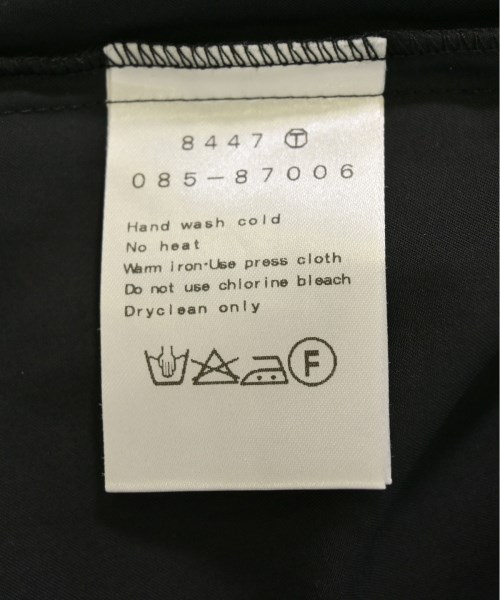 8447 Ⓣ
085-87006
Hand wash cold
No heat
Warm iron·Use press cloth
Do not use chlorine bleach
Dryclean only
F